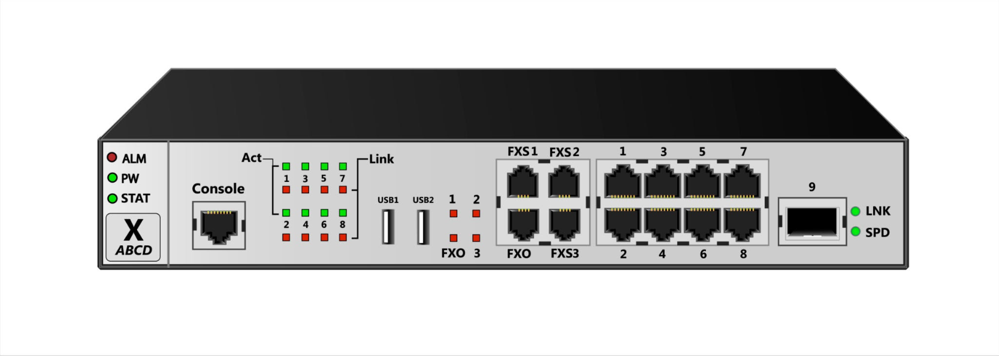 ALM
PW
STAT
X
ABCD
Console
Act
Link
1 3 5 7
2 4 6 8
USB1 USB2
1 2
FXO 3
FXS1 FXS2
FXO FXS3
1 3 5 7
2 4 6 8
9
LNK
SPD